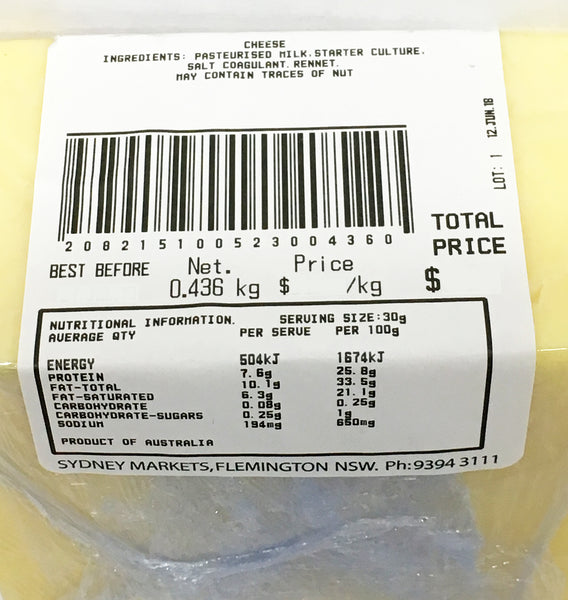 CHEESE
INGREDIENTS: PASTEURISED MILK.STARTER CULTURE.
SALT COAGULANT. RENNET.
MAY CONTAIN TRACES OF NUT
LOT: 1 12.JUN.18
208215100523004360
TOTAL
PRICE
BEST BEFORE Net. Price
0.436 kg $ /kg $
NUTRITIONAL INFORMATION. SERVING SIZE:30g
AVERAGE QTY PER SERVE PER 100g
ENERGY 504kJ 1674kJ
PROTEIN 7.6g 25.8g
FAT-TOTAL 10.1g 33.5g
FAT-SATURATED 6.3g 21.1g
CARBOHYDRATE 0.08g 0.25g
CARBOHYDRATE-SUGARS 0.25g 1g
SODIUM 194mg 650mg
PRODUCT OF AUSTRALIA
SYDNEY MARKETS,FLEMINGTON NSW. Ph:9394 3111